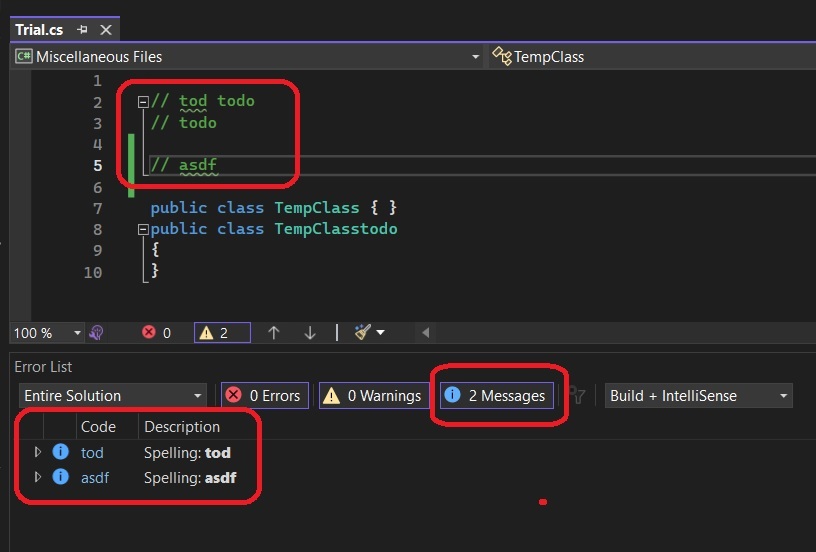 Trial.cs
C# Miscellaneous Files TempClass
1
2 // tod todo
3 // todo
4
5 // asdf
6
7 public class TempClass { }
8 public class TempClasstodo
9 {
10 }
100 % 0 2
Error List
Entire Solution 0 Errors 0 Warnings 2 Messages Build + IntelliSense
Code Description
tod Spelling: tod
asdf Spelling: asdf